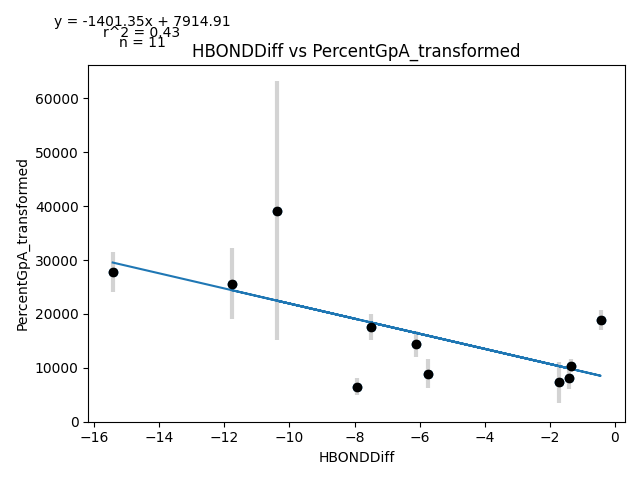 y = -1401.35x + 7914.91
r^2 = 0.43
n = 11
HBONDDiff vs PercentGpA_transformed
PercentGpA_transformed
60000
50000
40000
30000
20000
10000
0
−16 −14 −12 −10 −8 −6 −4 −2 0
HBONDDiff